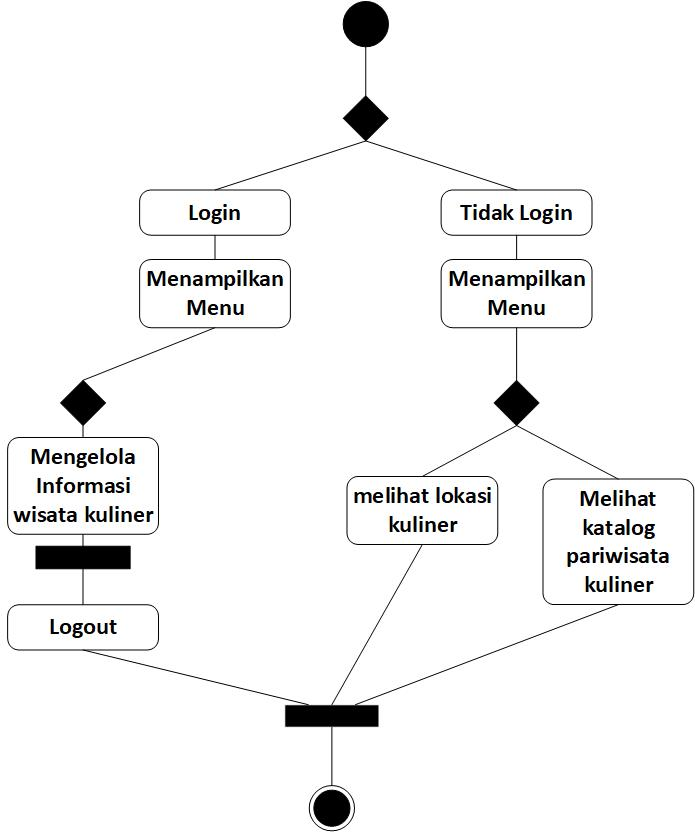 Login
Tidak Login
Menampilkan
Menu
Menampilkan
Menu
Mengelola
Informasi
wisata kuliner
melihat lokasi
kuliner
Melihat
katalog
pariwisata
kuliner
Logout